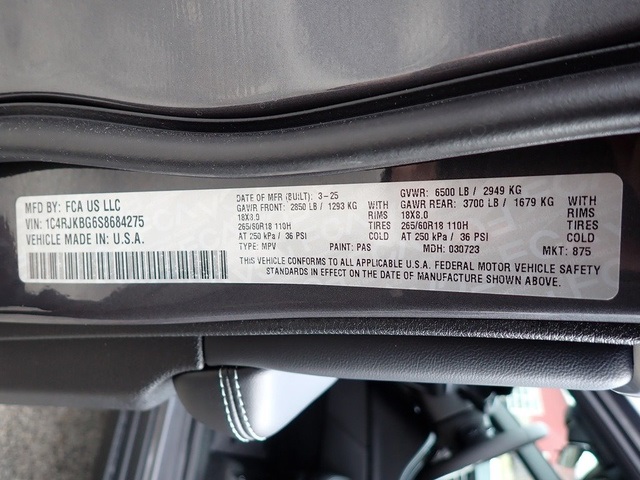 MFD BY: FCA US LLC
VIN: 1C4RJKBG6S8684275
VEHICLE MADE IN: U.S.A.
DATE OF MFR (BUILT): 3-25
GAWR FRONT: 2850 LB / 1293 KG WITH
18X8.0 RIMS
265/60R18 110H TIRES
AT 250 kPa / 36 PSI COLD
TYPE: MPV PAINT: PAS
GVWR: 6500 LB / 2949 KG
GAWR REAR: 3700 LB / 1679 KG WITH
18X8.0 RIMS
265/60R18 110H TIRES
AT 250 kPa / 36 PSI COLD
MDH: 030723 MKT: 875
THIS VEHICLE CONFORMS TO ALL APPLICABLE U.S.A. FEDERAL MOTOR VEHICLE SAFETY
STANDARDS IN EFFECT ON THE DATE OF MANUFACTURE SHOWN ABOVE.